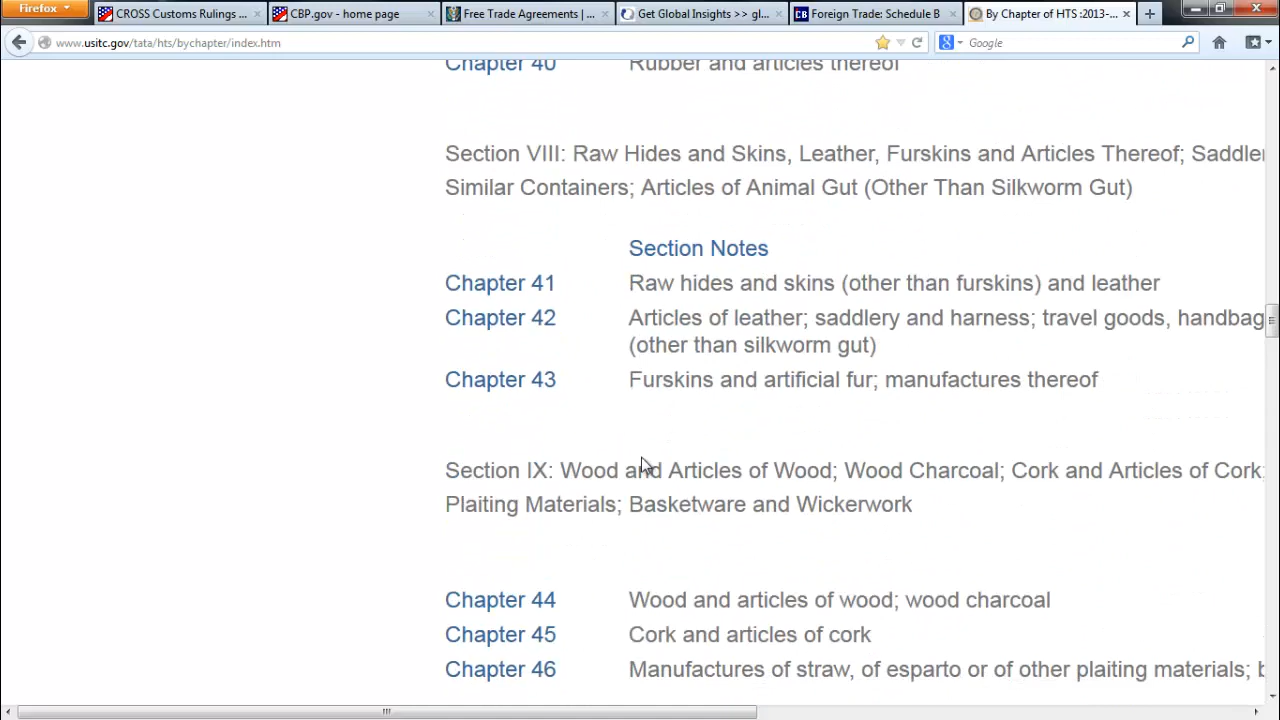 Firefox
CROSS Customs Rulings ...
CBP.gov - home page
Free Trade Agreements | ...
Get Global Insights >> gl...
Foreign Trade: Schedule B
By Chapter of HTS :2013-...
www.usitc.gov/tata/hts/bychapter/index.htm
Google
Chapter 40 Rubber and articles thereof
Section VIII: Raw Hides and Skins, Leather, Furskins and Articles Thereof; Saddler
Similar Containers; Articles of Animal Gut (Other Than Silkworm Gut)
Section Notes
Chapter 41 Raw hides and skins (other than furskins) and leather
Chapter 42 Articles of leather; saddlery and harness; travel goods, handbag
(other than silkworm gut)
Chapter 43 Furskins and artificial fur; manufactures thereof
Section IX: Wood and Articles of Wood; Wood Charcoal; Cork and Articles of Cork;
Plaiting Materials; Basketware and Wickerwork
Chapter 44 Wood and articles of wood; wood charcoal
Chapter 45 Cork and articles of cork
Chapter 46 Manufactures of straw, of esparto or of other plaiting materials; b